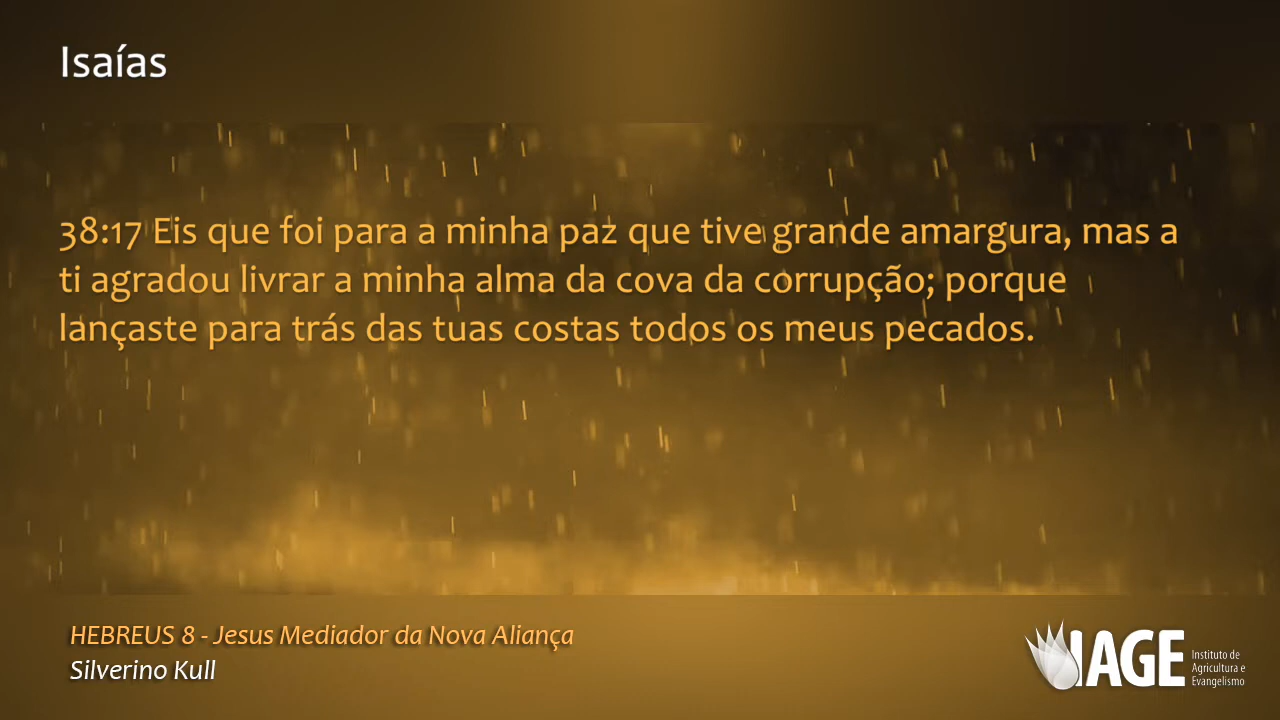 Isaías
38:17 Eis que foi para a minha paz que tive grande amargura, mas a
ti agradou livrar a minha alma da cova da corrupção; porque
lançaste para trás das tuas costas todos os meus pecados.
HEBREUS 8 - Jesus Mediador da Nova Aliança
Silverino Kull
IAGE
Instituto de
Agricultura e
Evangelismo